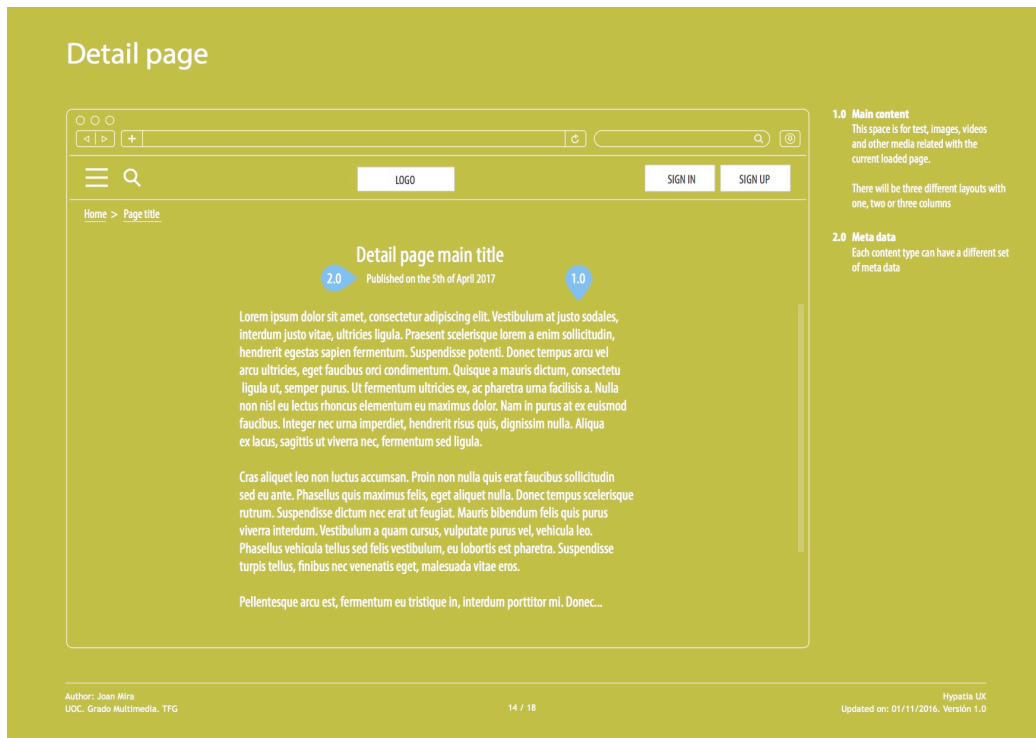 Detail page
LOGO
SIGN IN
SIGN UP
Home > Page title
Detail page main title
2.0
Published on the 5th of April 2017
1.0
Lorem ipsum dolor sit amet, consectetur adipiscing elit. Vestibulum at justo sodales,
interdum justo vitae, ultricies ligula. Praesent scelerisque lorem a enim sollicitudin,
hendrerit egestas sapien fermentum. Suspendisse potenti. Donec tempus arcu vel
arcu ultricies, eget faucibus orci condimentum. Quisque a mauris dictum, consectetu
ligula ut, semper purus. Ut fermentum ultricies ex, ac pharetra urna facilisis a. Nulla
non nisl eu lectus rhoncus elementum eu maximus dolor. Nam in purus at ex euismod
faucibus. Integer nec urna imperdiet, hendrerit risus quis, dignissim nulla. Aliqua
ex lacus, sagittis ut viverra nec, fermentum sed ligula.
Cras aliquet leo non luctus accumsan. Proin non nulla quis erat faucibus sollicitudin
sed eu ante. Phasellus quis maximus felis, eget aliquet nulla. Donec tempus scelerisque
rutrum. Suspendisse dictum nec erat ut feugiat. Mauris bibendum felis quis purus
viverra interdum. Vestibulum a quam cursus, vulputate purus vel, vehicula leo.
Phasellus vehicula tellus sed felis vestibulum, eu lobortis est pharetra. Suspendisse
turpis tellus, finibus nec venenatis eget, malesuada vitae eros.
Pellentesque arcu est, fermentum eu tristique in, interdum porttitor mi. Donec...
1.0 Main content
This space is for test, images, videos
and other media related with the
current loaded page.
There will be three different layouts with
one, two or three columns
2.0 Meta data
Each content type can have a different set
of meta data
Author: Joan Mira
UOC. Grado Multimedia. TFG
14 / 18
Hypatia UX
Updated on: 01/11/2016. Versión 1.0